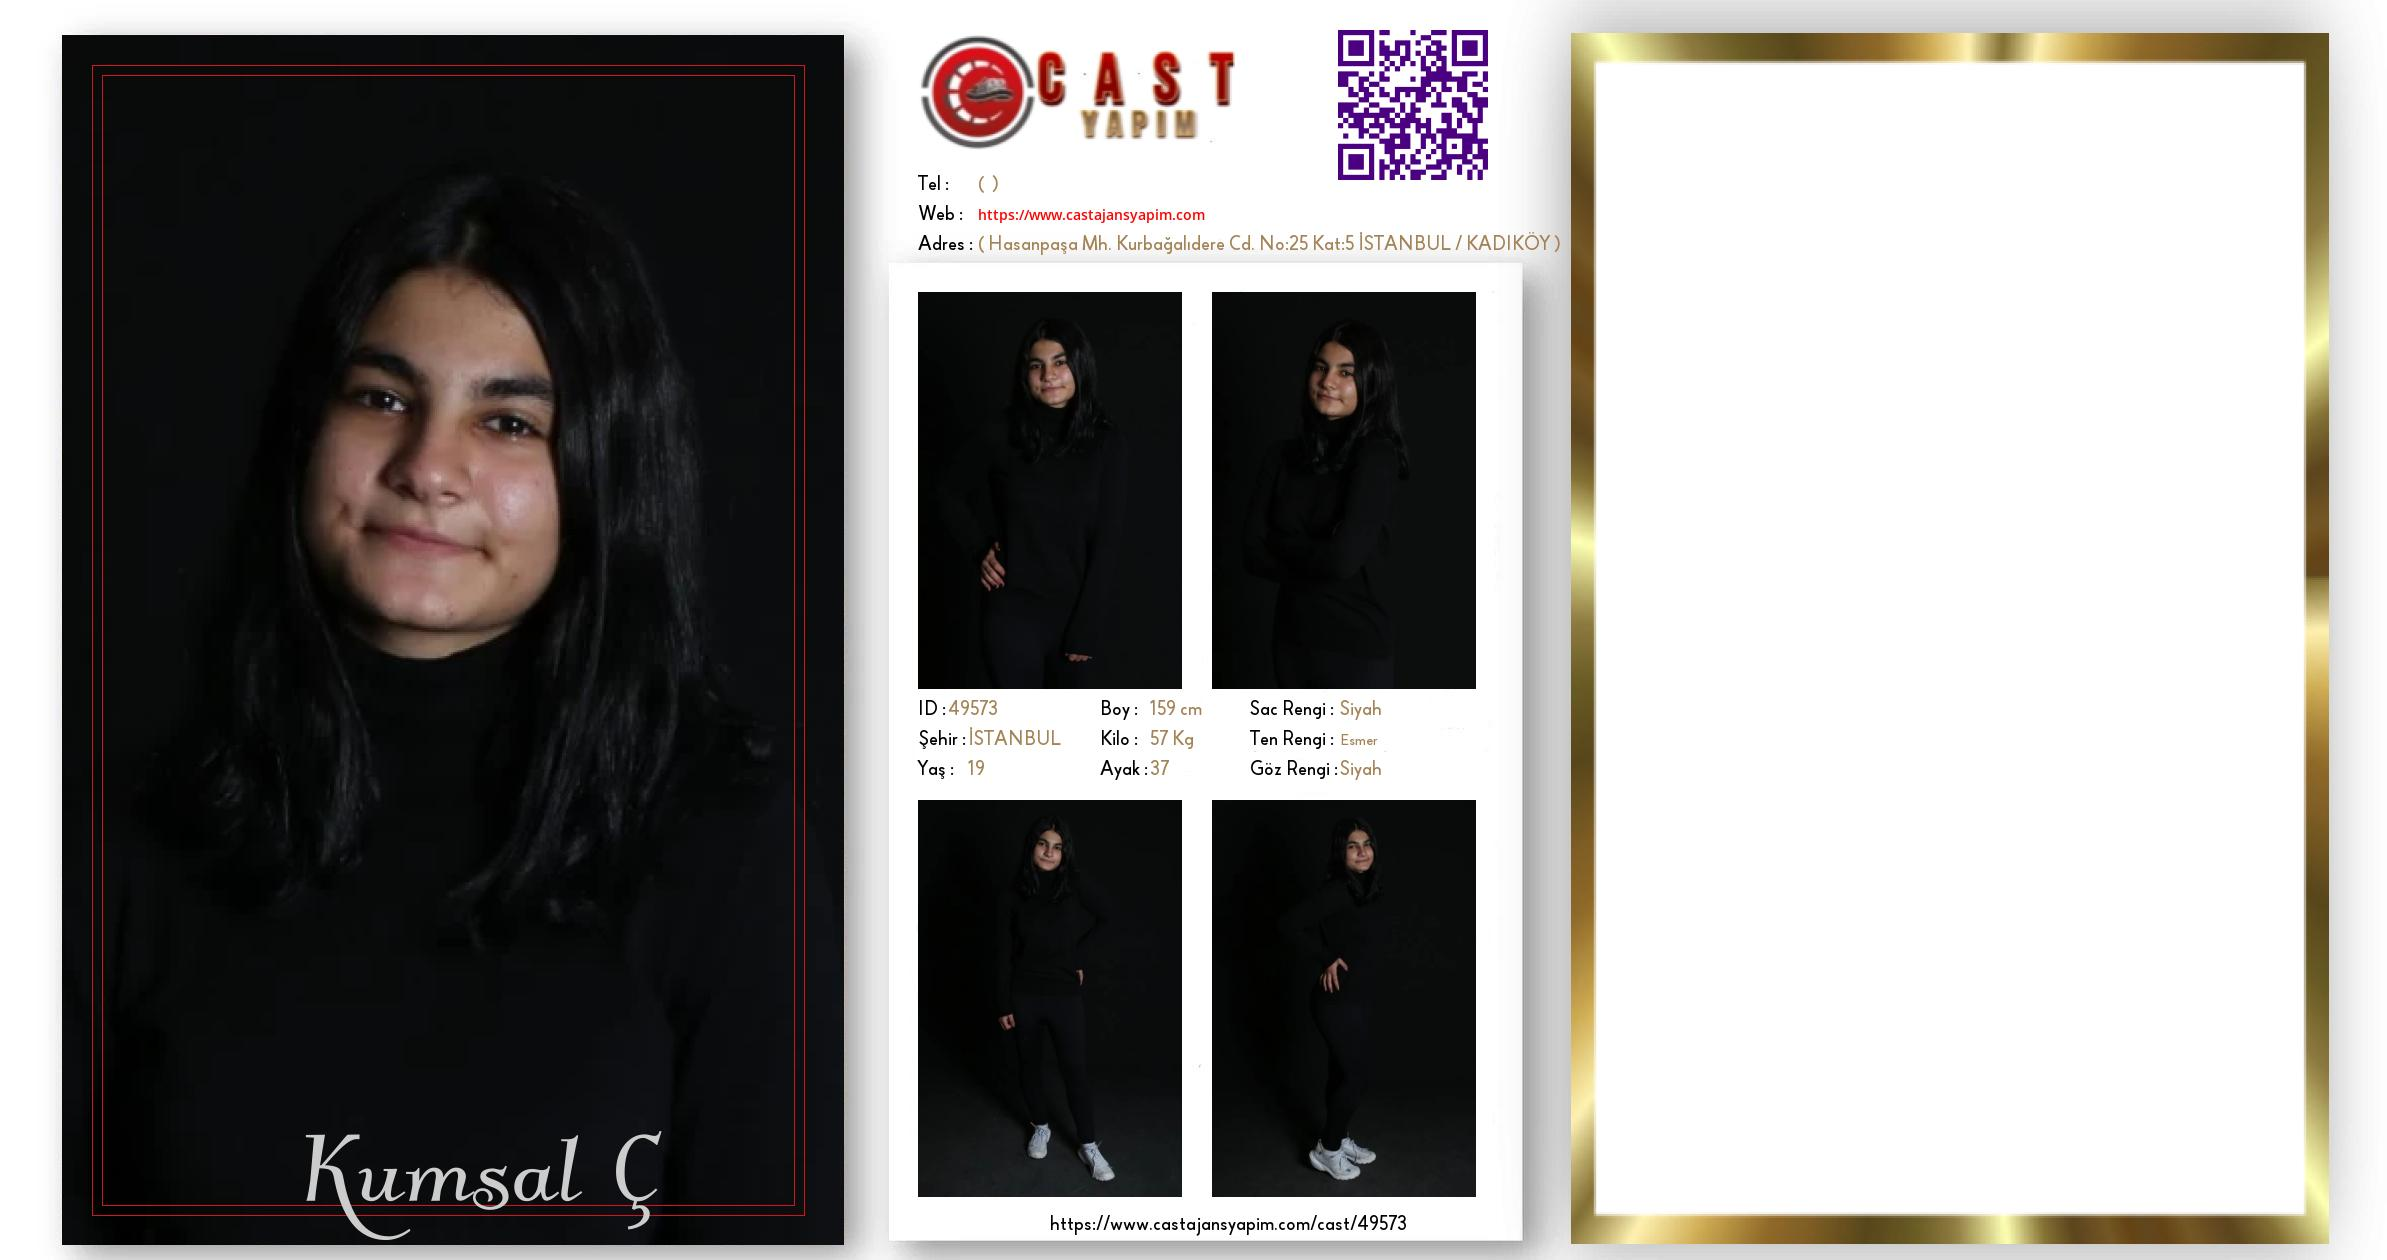 Kumsal Ç
CAST
YAPIM
Tel : ( )
Web : https://www.castajansyapim.com
Adres : ( Hasanpaşa Mh. Kurbağalıdere Cd. No:25 Kat:5 İSTANBUL / KADIKÖY )
ID : 49573 Boy : 159 cm Sac Rengi : Siyah
Şehir : İSTANBUL Kilo : 57 Kg Ten Rengi : Esmer
Yaş : 19 Ayak : 37 Göz Rengi : Siyah
https://www.castajansyapim.com/cast/49573